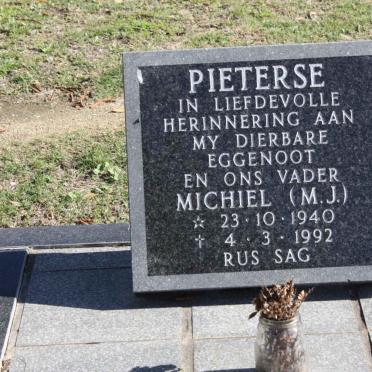 PIETERSE
IN LIEFDEVOLLE
HERINNERING AAN
MY DIERBARE
EGGENOOT
EN ONS VADER
MICHIEL (M.J.)
☆ 23·10·1940
✝ 4·3·1992
RUS SAG